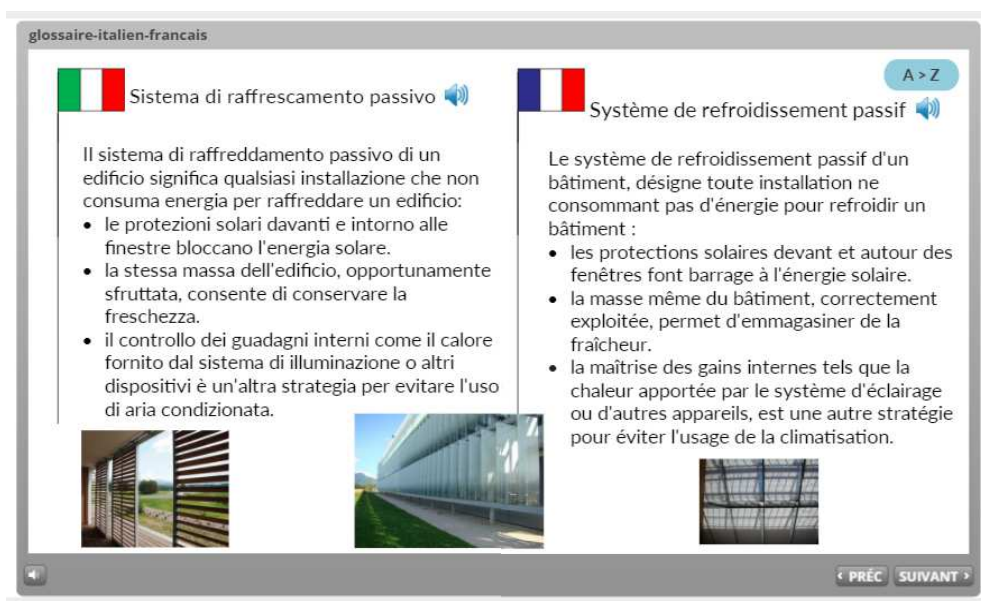 glossaire-italien-francais
A > Z
Sistema di raffrescamento passivo
Il sistema di raffreddamento passivo di un
edificio significa qualsiasi installazione che non
consuma energia per raffreddare un edificio:
• le protezioni solari davanti e intorno alle
finestre bloccano l'energia solare.
• la stessa massa dell'edificio, opportunamente
sfruttata, consente di conservare la
freschezza.
• il controllo dei guadagni interni come il calore
fornito dal sistema di illuminazione o altri
dispositivi è un'altra strategia per evitare l'uso
di aria condizionata.
Système de refroidissement passif
Le système de refroidissement passif d'un
bâtiment, désigne toute installation ne
consommant pas d'énergie pour refroidir un
bâtiment :
• les protections solaires devant et autour des
fenêtres font barrage à l'énergie solaire.
• la masse même du bâtiment, correctement
exploitée, permet d'emmagasiner de la
fraîcheur.
• la maîtrise des gains internes tels que la
chaleur apportée par le système d'éclairage
ou d'autres appareils, est une autre stratégie
pour éviter l'usage de la climatisation.
‹ PRÉC
SUIVANT ›